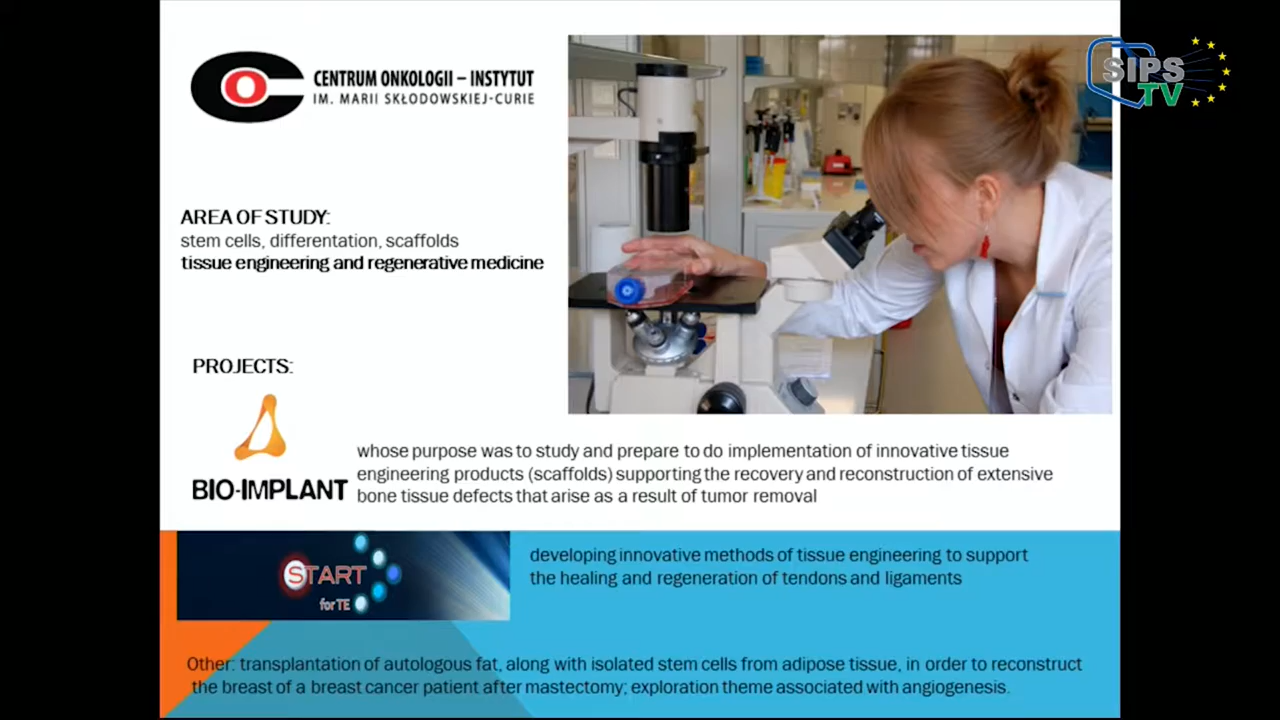 CENTRUM ONKOLOGII – INSTYTUT
IM. MARII SKŁODOWSKIEJ-CURIE
SIPS
TV
AREA OF STUDY:
stem cells, differentation, scaffolds
tissue engineering and regenerative medicine
PROJECTS:
BIO-IMPLANT
whose purpose was to study and prepare to do implementation of innovative tissue
engineering products (scaffolds) supporting the recovery and reconstruction of extensive
bone tissue defects that arise as a result of tumor removal
START
for TE
developing innovative methods of tissue engineering to support
the healing and regeneration of tendons and ligaments
Other: transplantation of autologous fat, along with isolated stem cells from adipose tissue, in order to reconstruct
the breast of a breast cancer patient after mastectomy; exploration theme associated with angiogenesis.